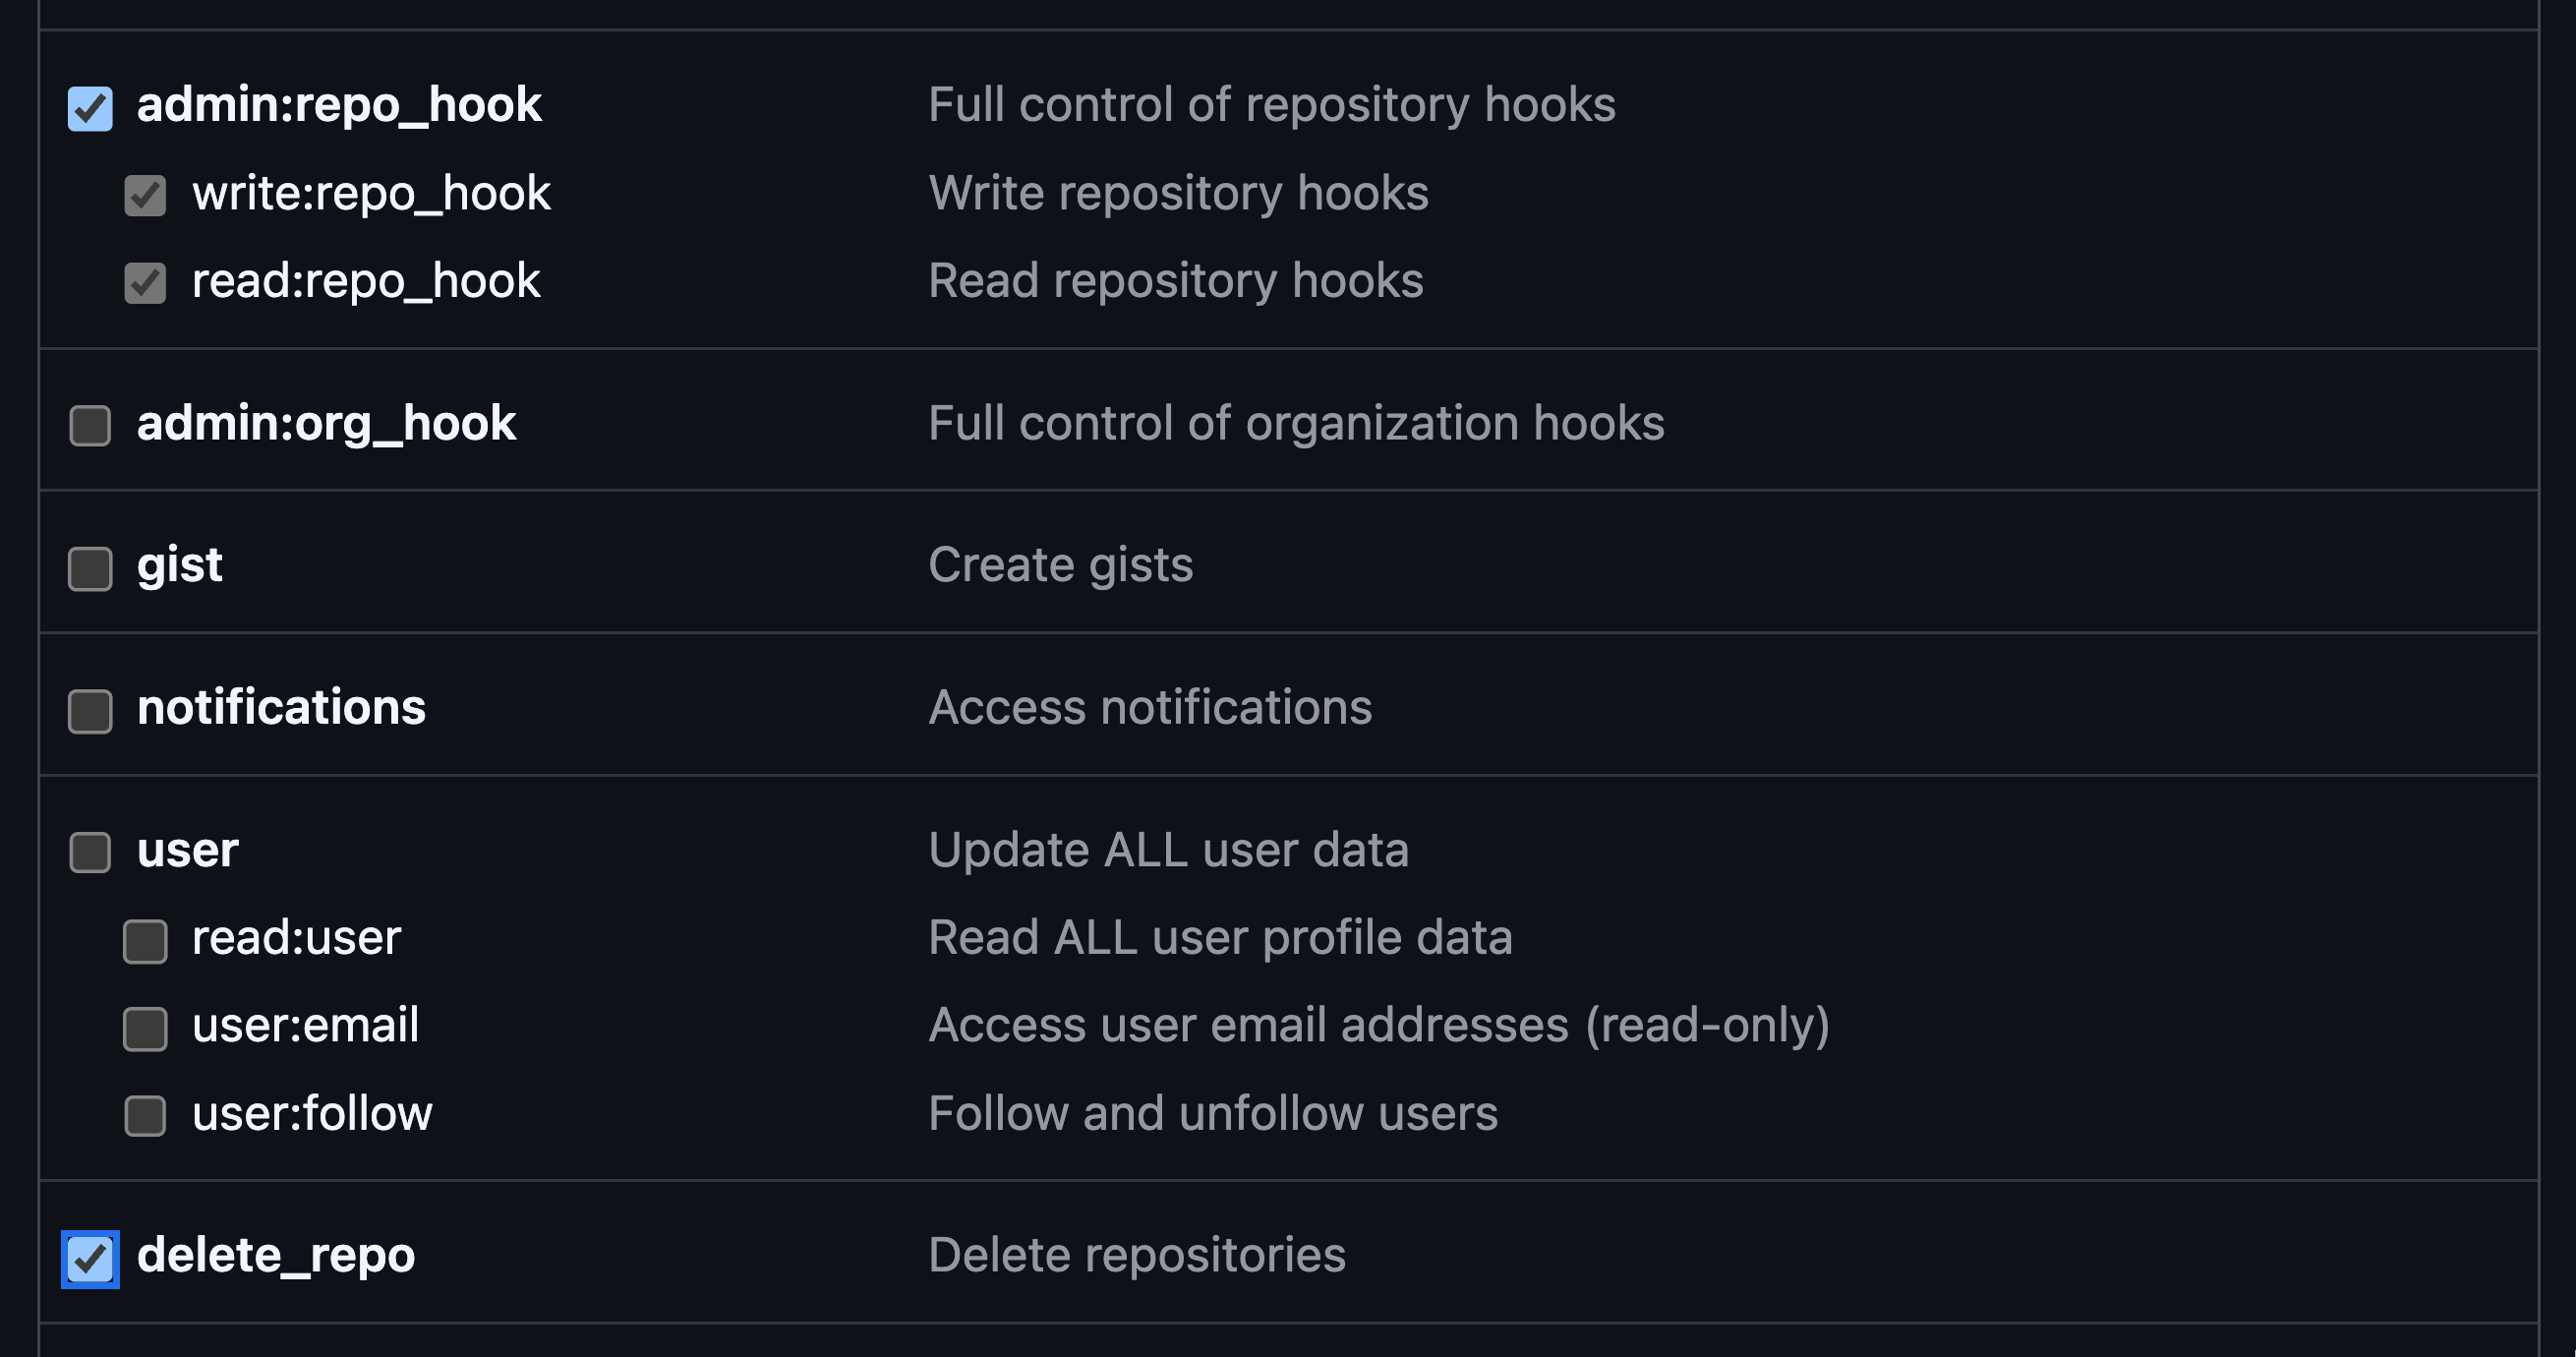 admin:repo_hook Full control of repository hooks
write:repo_hook Write repository hooks
read:repo_hook Read repository hooks
admin:org_hook Full control of organization hooks
gist Create gists
notifications Access notifications
user Update ALL user data
read:user Read ALL user profile data
user:email Access user email addresses (read-only)
user:follow Follow and unfollow users
delete_repo Delete repositories